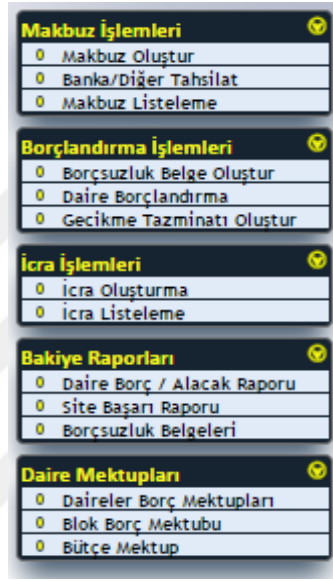 Makbuz İşlemleri
0 Makbuz Oluştur
0 Banka/Diğer Tahsilat
0 Makbuz Listeleme
Borçlandırma İşlemleri
0 Borçsuzluk Belge Oluştur
0 Daire Borçlandırma
0 Gecikme Tazminatı Oluştur
İcra İşlemleri
0 İcra Oluşturma
0 İcra Listeleme
Bakiye Raporları
0 Daire Borç / Alacak Raporu
0 Site Başarı Raporu
0 Borçsuzluk Belgeleri
Daire Mektupları
0 Daireler Borç Mektupları
0 Blok Borç Mektubu
0 Bütçe Mektup